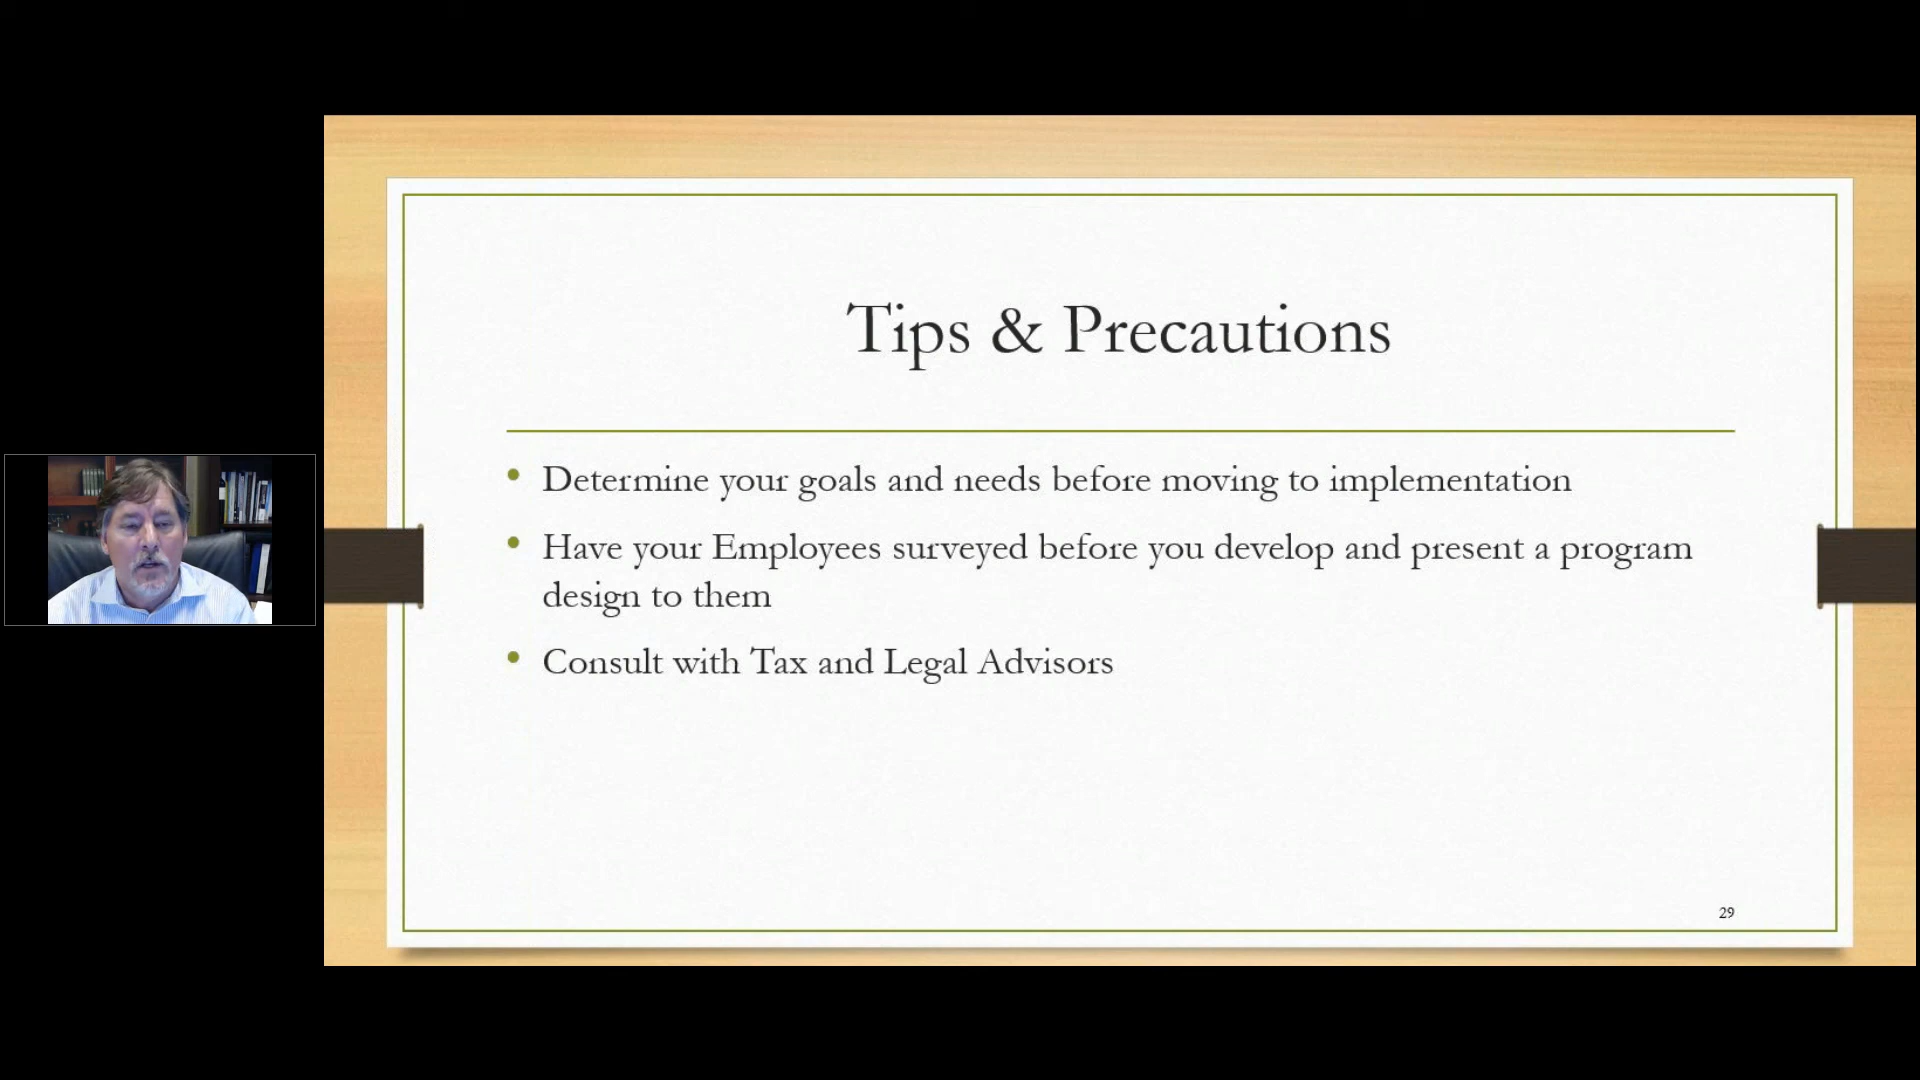 Tips & Precautions
• Determine your goals and needs before moving to implementation
• Have your Employees surveyed before you develop and present a program
design to them
• Consult with Tax and Legal Advisors
29